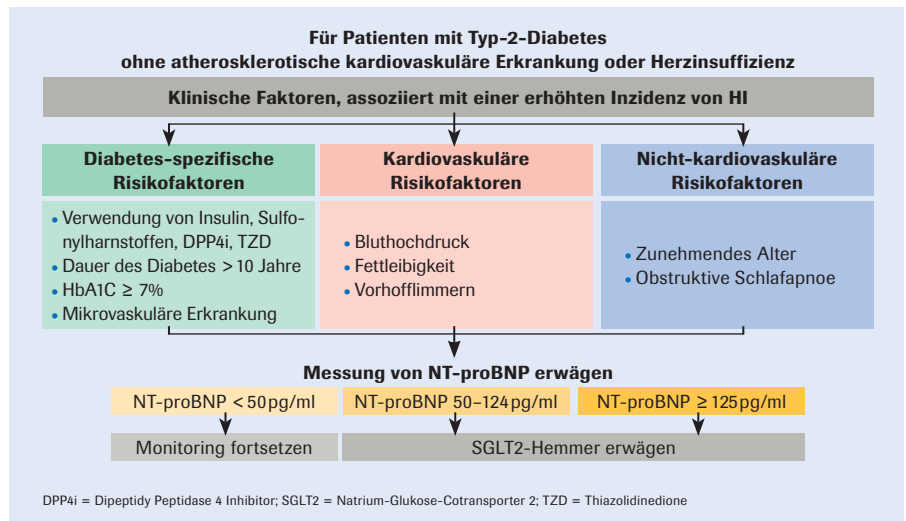 Für Patienten mit Typ-2-Diabetes
ohne atherosklerotische kardiovaskuläre Erkrankung oder Herzinsuffizienz
Klinische Faktoren, assoziiert mit einer erhöhten Inzidenz von HI
Diabetes-spezifische
Risikofaktoren
• Verwendung von Insulin, Sulfo-
nylharnstoffen, DPP4i, TZD
• Dauer des Diabetes > 10 Jahre
• HbA1C ≥ 7%
• Mikrovaskuläre Erkrankung
Kardiovaskuläre
Risikofaktoren
• Bluthochdruck
• Fettleibigkeit
• Vorhofflimmern
Nicht-kardiovaskuläre
Risikofaktoren
• Zunehmendes Alter
• Obstruktive Schlafapnoe
Messung von NT-proBNP erwägen
NT-proBNP < 50 pg/ml
NT-proBNP 50–124 pg/ml
NT-proBNP ≥ 125 pg/ml
Monitoring fortsetzen
SGLT2-Hemmer erwägen
DPP4i = Dipeptidy Peptidase 4 Inhibitor; SGLT2 = Natrium-Glukose-Cotransporter 2; TZD = Thiazolidinedione